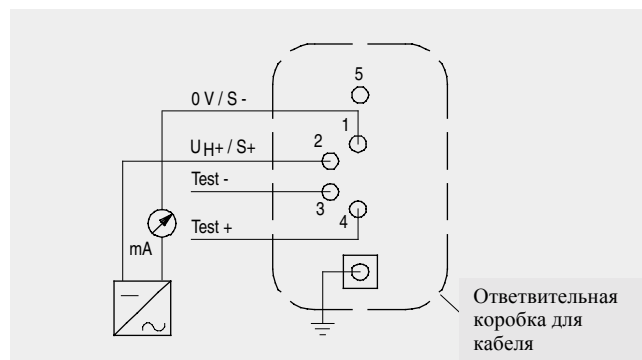 5
0 V / S -
1
UH+ / S+
2
Test -
3
Test +
4
mA
Ответвительная
коробка для
кабеля